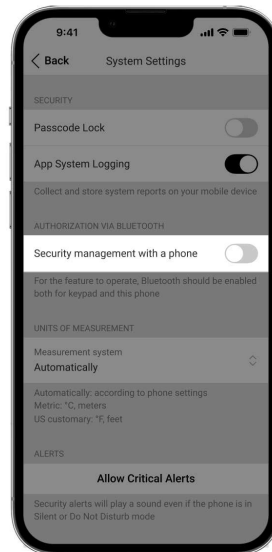 9:41
Back System Settings
SECURITY
Passcode Lock
App System Logging
Collect and store system reports on your mobile device
AUTHORIZATION VIA BLUETOOTH
Security management with a phone
For the feature to operate, Bluetooth should be enabled
both for keypad and this phone
UNITS OF MEASUREMENT
Measurement system
Automatically
Automatically: according to phone settings
Metric: °C, meters
US customary: °F, feet
ALERTS
Allow Critical Alerts
Security alerts will play a sound even if the phone is in
Silent or Do Not Disturb mode